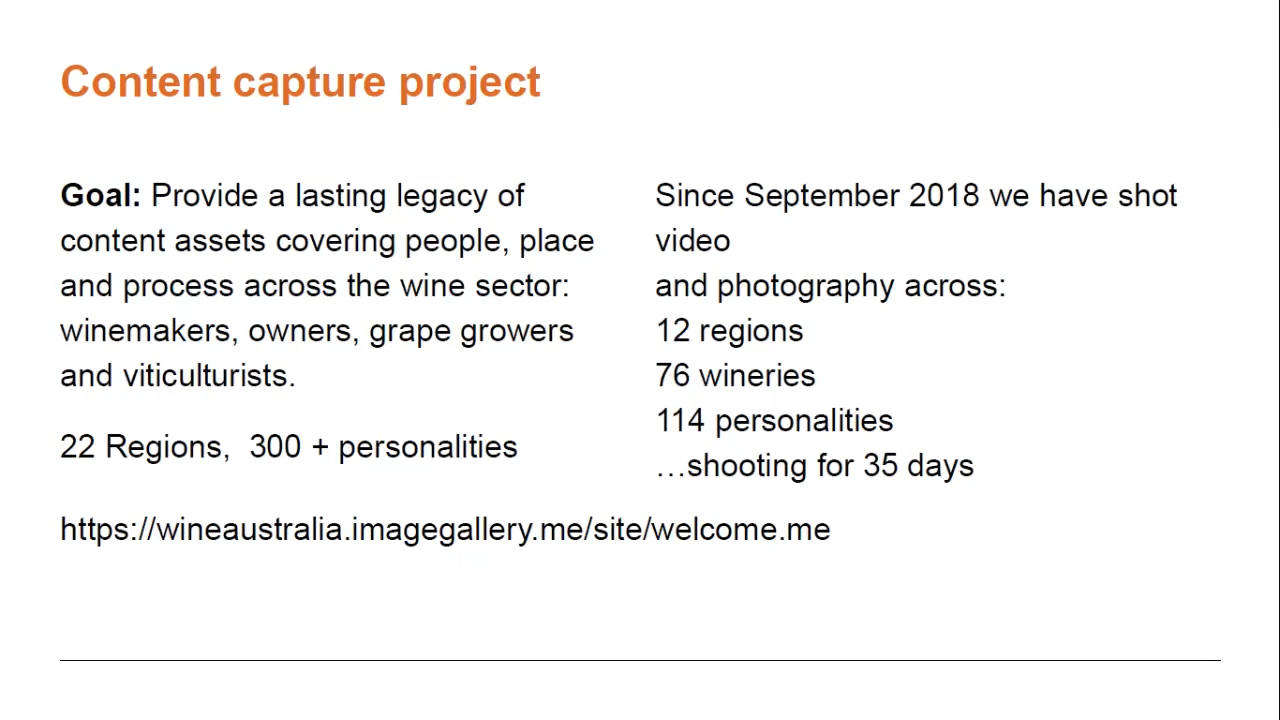 Content capture project
Goal: Provide a lasting legacy of
content assets covering people, place
and process across the wine sector:
winemakers, owners, grape growers
and viticulturists.
22 Regions,  300 + personalities
Since September 2018 we have shot
video
and photography across:
12 regions
76 wineries
114 personalities
…shooting for 35 days
https://wineaustralia.imagegallery.me/site/welcome.me